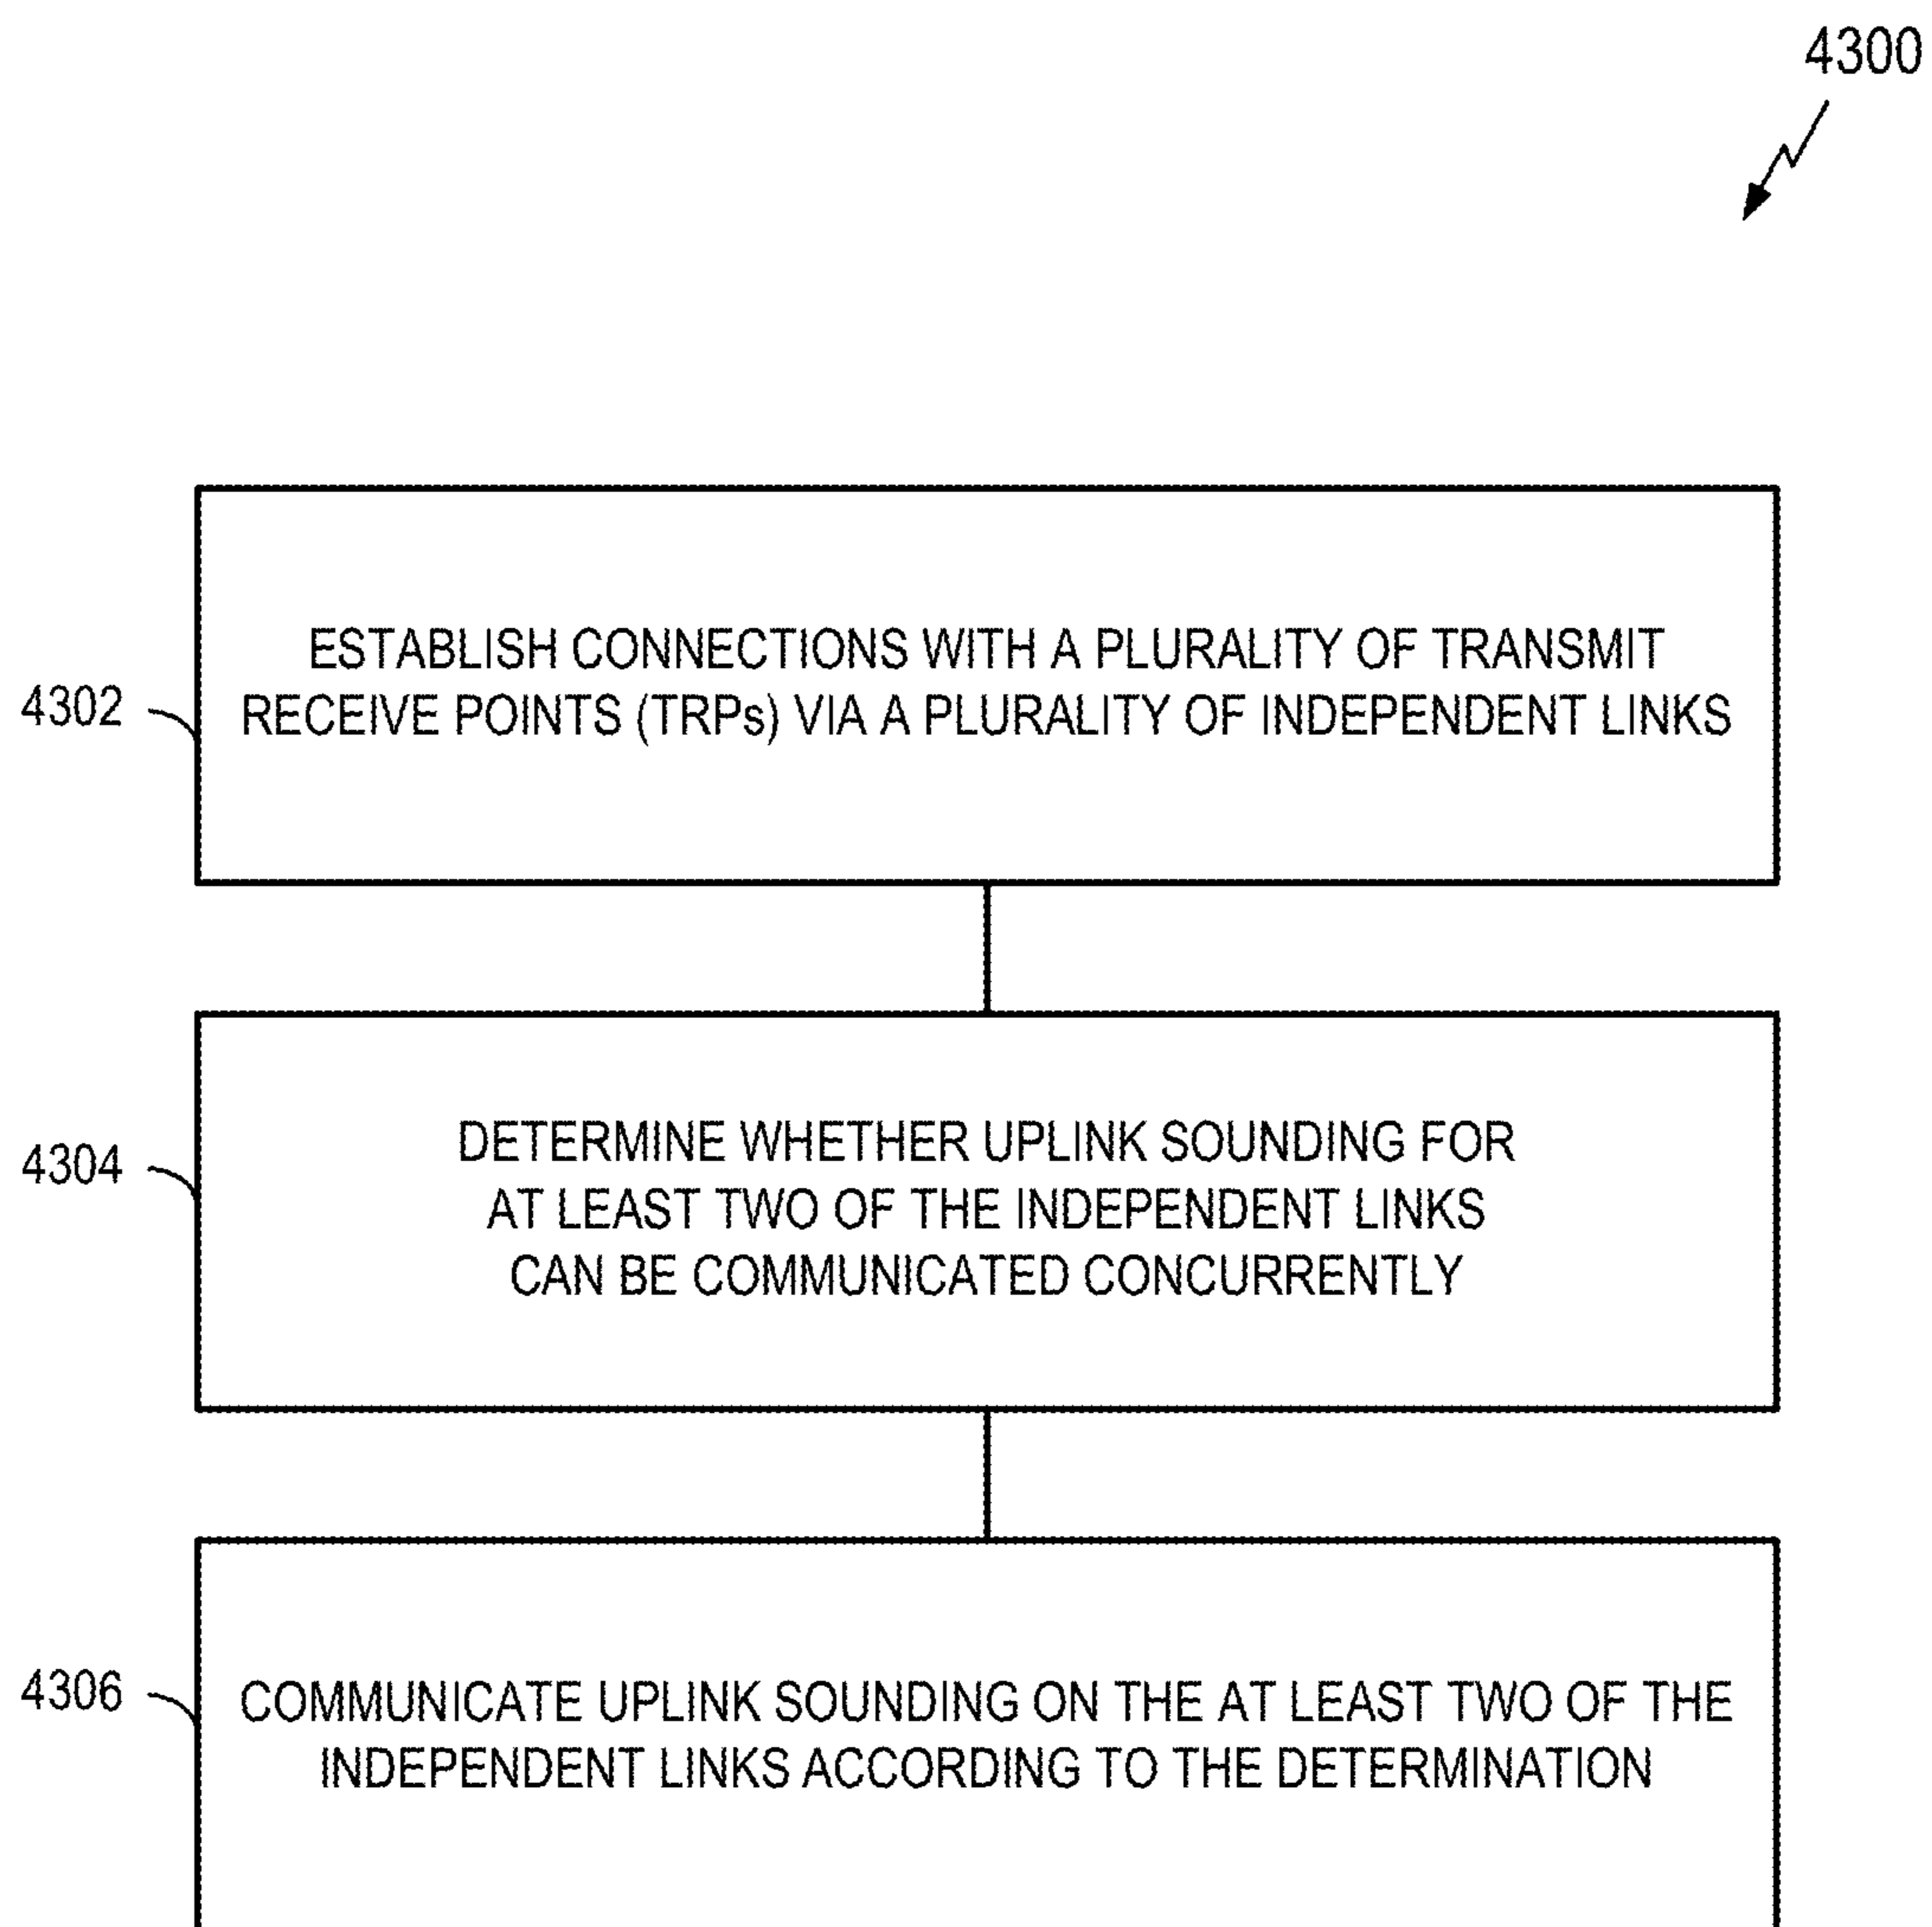 4300
ESTABLISH CONNECTIONS WITH A PLURALITY OF TRANSMIT
RECEIVE POINTS (TRPs) VIA A PLURALITY OF INDEPENDENT LINKS
4302
DETERMINE WHETHER UPLINK SOUNDING FOR
AT LEAST TWO OF THE INDEPENDENT LINKS
CAN BE COMMUNICATED CONCURRENTLY
4304
COMMUNICATE UPLINK SOUNDING ON THE AT LEAST TWO OF THE
INDEPENDENT LINKS ACCORDING TO THE DETERMINATION
4306